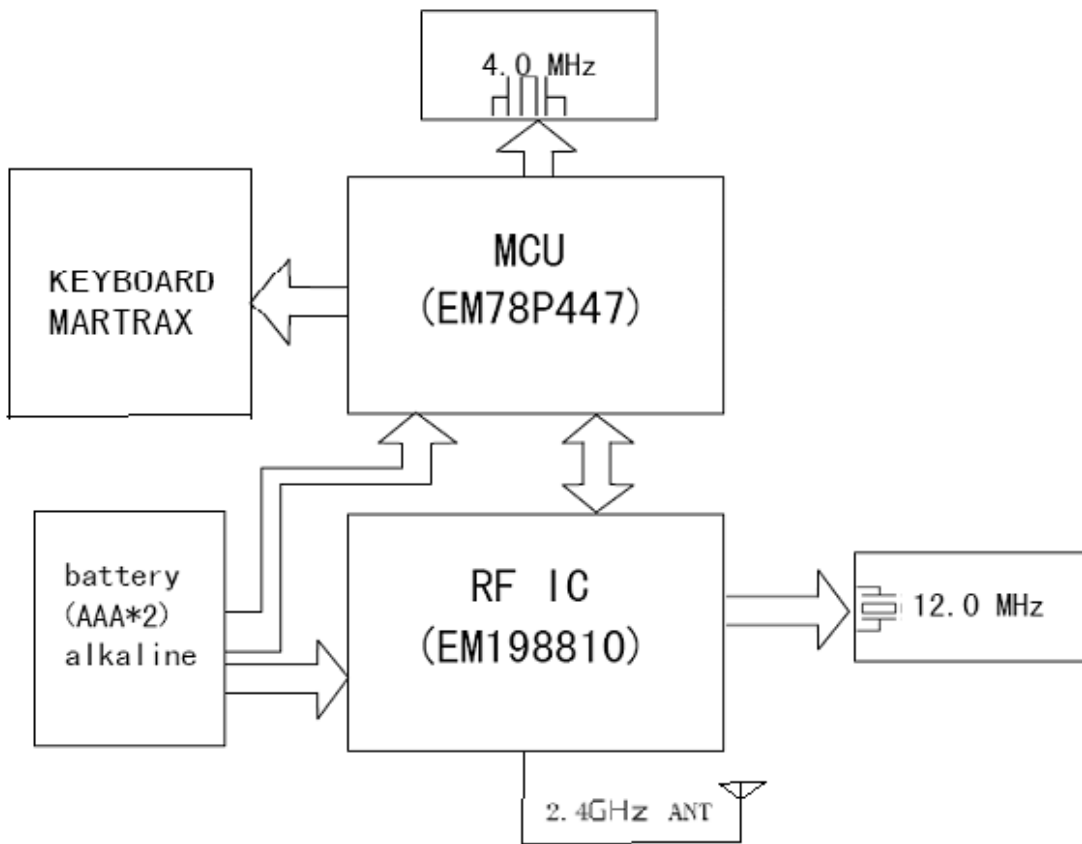 4.0 MHz
MCU
(EM78P447)
KEYBOARD
MARTRAX
battery
(AAA*2)
alkaline
RF IC
(EM198810)
12.0 MHz
2.4GHz ANT